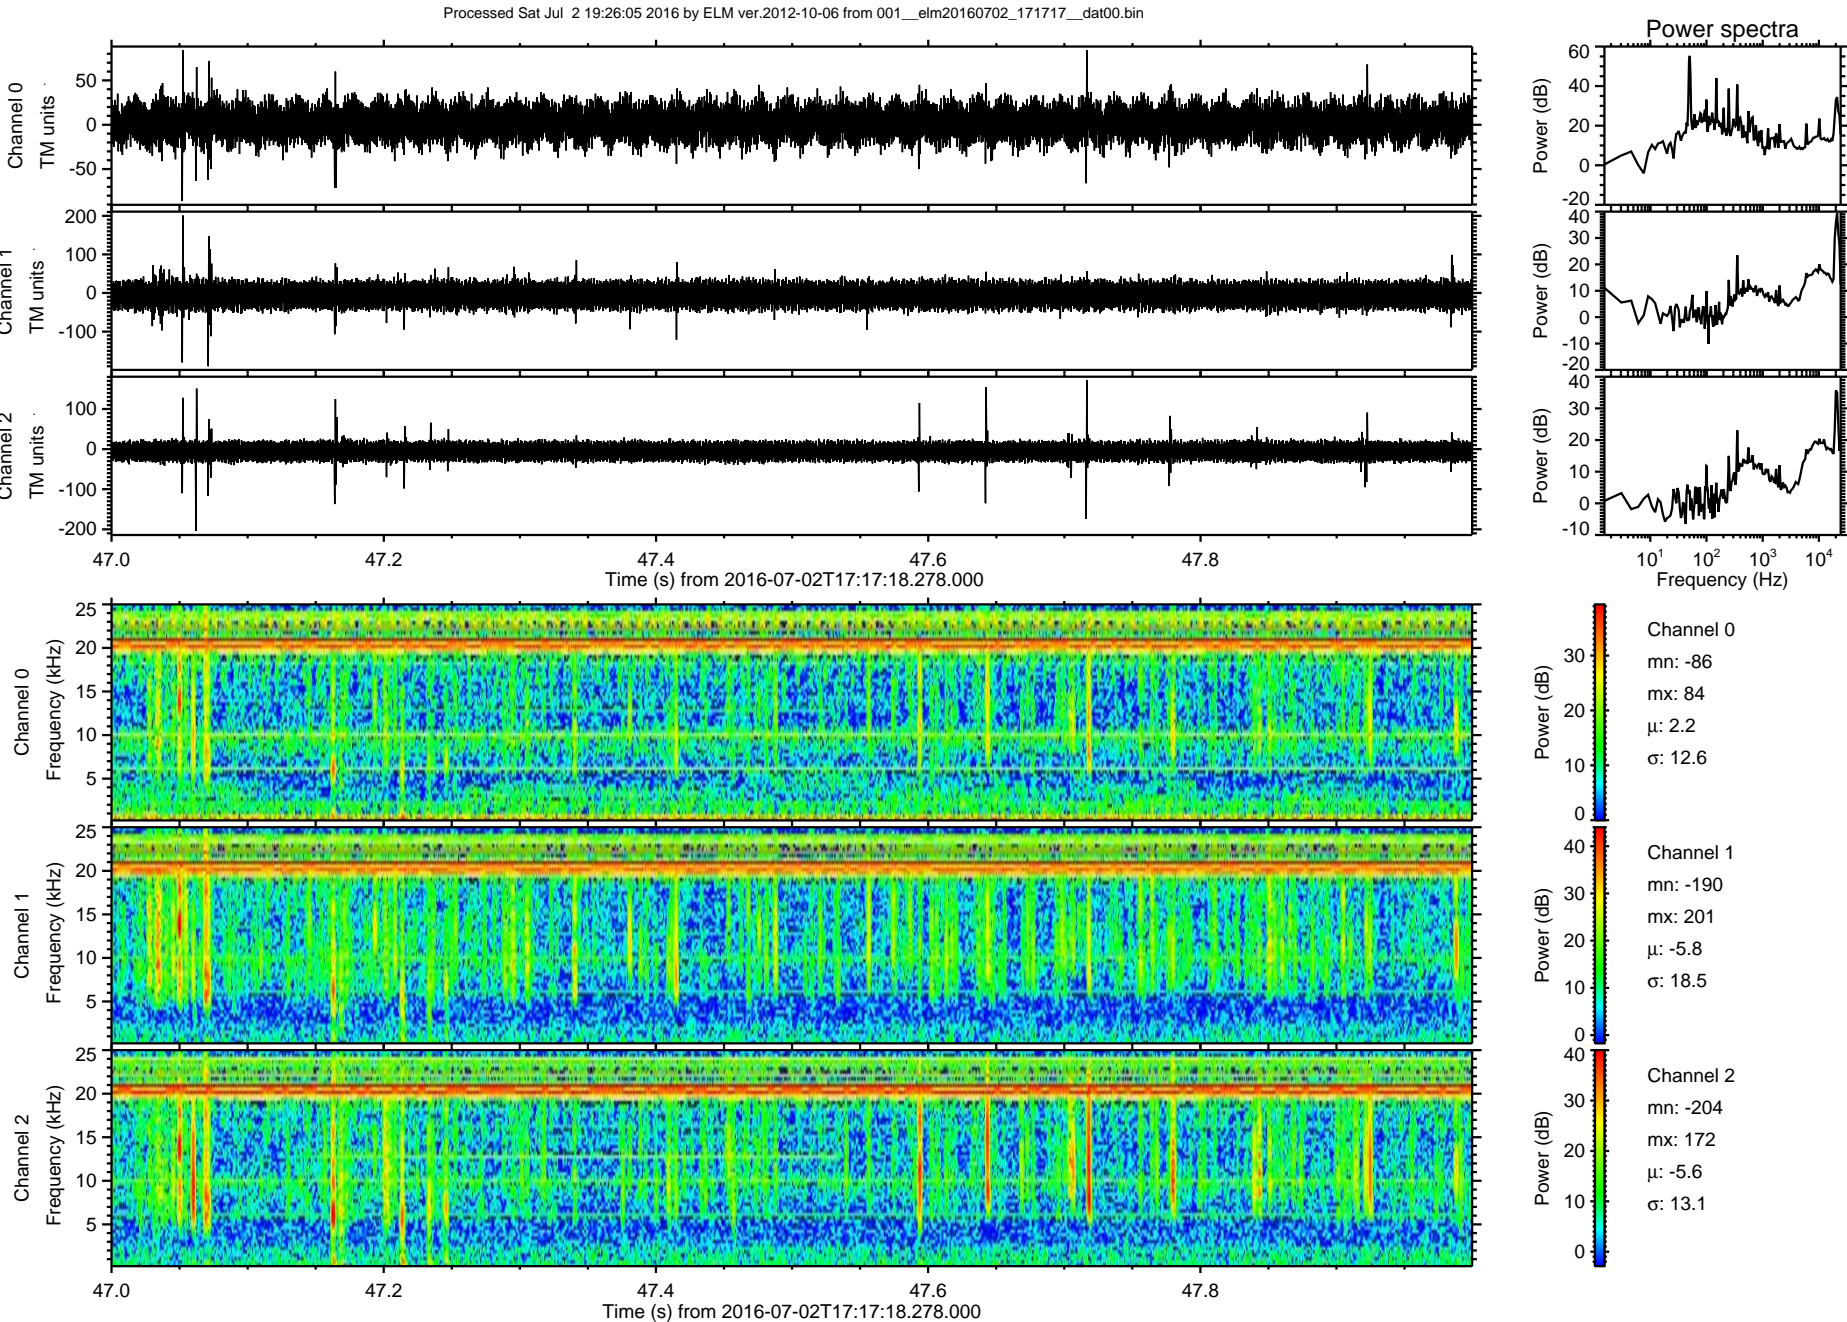 Processed Sat Jul  2 19:26:05 2016 by ELM ver.2012-10-06 from 001__elm20160702_171717__dat00.bin
Power spectra
Channel 0
TM units
50
0
-50
Power (dB)
60
40
20
0
-20
Channel 1
TM units
200
100
0
-100
Power (dB)
40
30
20
10
0
-10
-20
Channel 2
TM units
100
0
-100
-200
Power (dB)
40
30
20
10
0
-10
47.0 47.2 47.4 47.6 47.8
Time (s) from 2016-07-02T17:17:18.278.000
10^1 10^2 10^3 10^4
Frequency (Hz)
Channel 0
Frequency (kHz)
25
20
15
10
5
Power (dB)
30
20
10
0
Channel 0
mn: -86
mx: 84
μ: 2.2
σ: 12.6
Channel 1
Frequency (kHz)
25
20
15
10
5
Power (dB)
40
30
20
10
0
Channel 1
mn: -190
mx: 201
μ: -5.8
σ: 18.5
Channel 2
Frequency (kHz)
25
20
15
10
5
Power (dB)
40
30
20
10
0
Channel 2
mn: -204
mx: 172
μ: -5.6
σ: 13.1
47.0 47.2 47.4 47.6 47.8
Time (s) from 2016-07-02T17:17:18.278.000